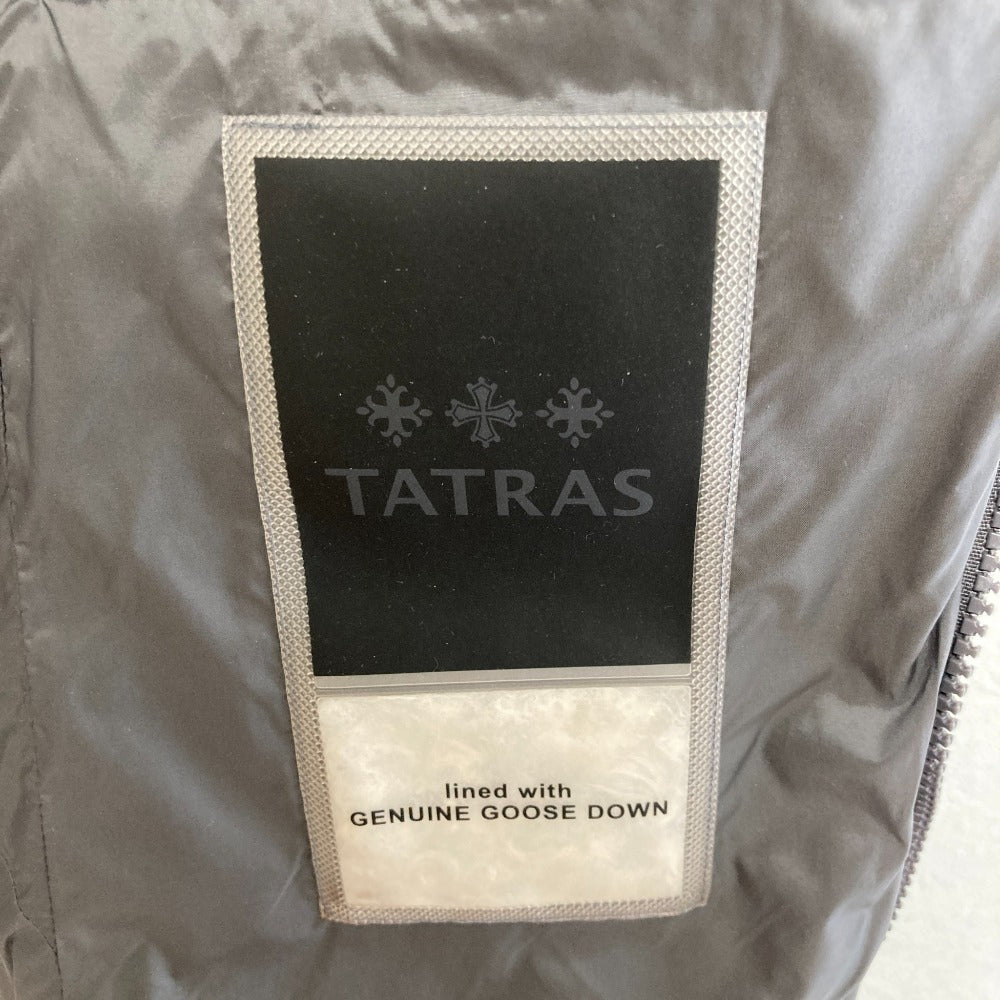 TATRAS
lined with
GENUINE GOOSE DOWN